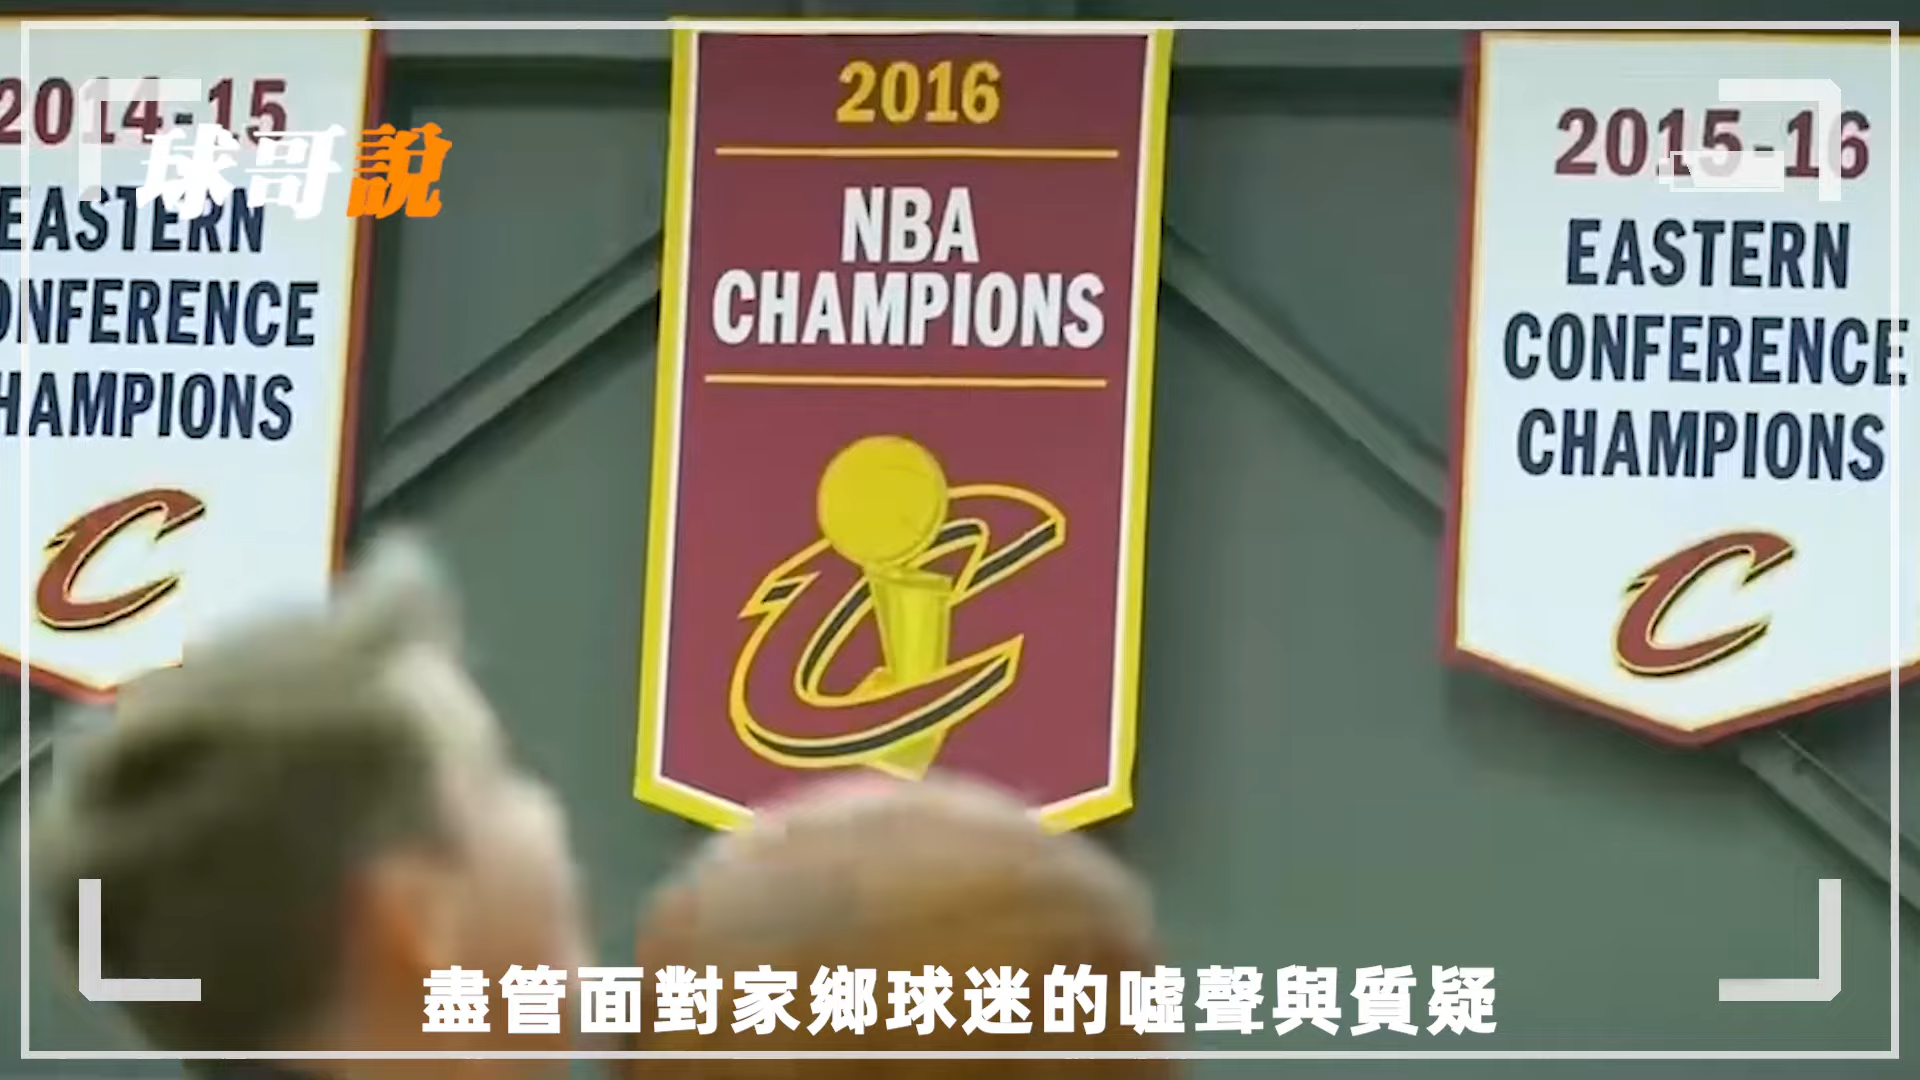 2014-15
EASTERN
ONFERENCE
HAMPIONS
球哥說
2016
NBA
CHAMPIONS
2015-16
EASTERN
CONFERENCE
CHAMPIONS
盡管面對家鄉球迷的噓聲與質疑